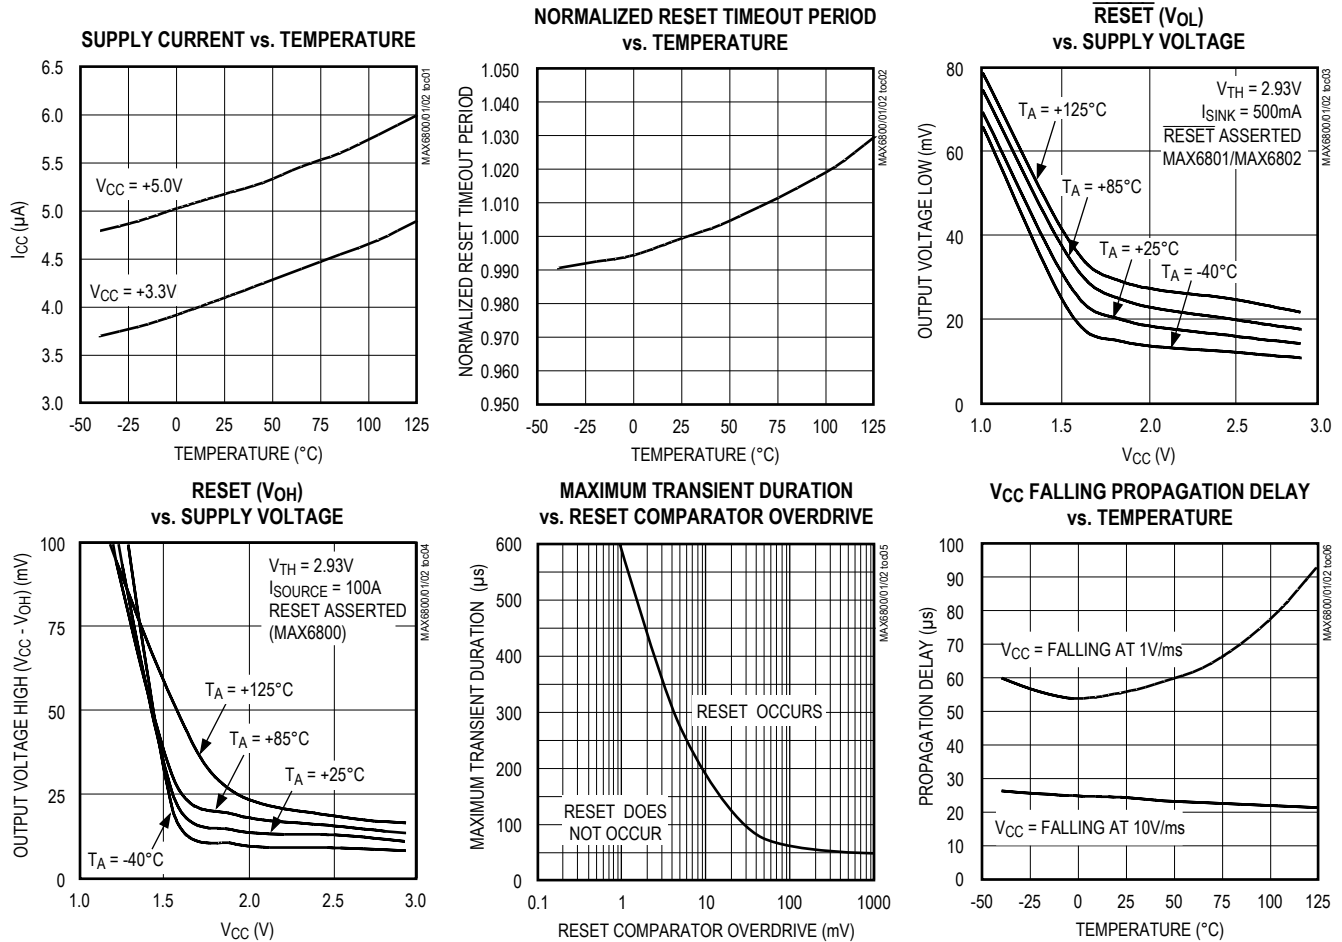 SUPPLY CURRENT vs. TEMPERATURE
6.5
6.0
5.5
5.0
4.5
4.0
3.5
3.0
ICC (µA)
VCC = +5.0V
VCC = +3.3V
-50 -25 0 25 50 75 100 125
TEMPERATURE (°C)
MAX6800/01/02 toc01
NORMALIZED RESET TIMEOUT PERIOD
vs. TEMPERATURE
1.050
1.040
1.030
1.020
1.010
1.000
0.990
0.980
0.970
0.960
0.950
NORMALIZED RESET TIMEOUT PERIOD
-50 -25 0 25 50 75 100 125
TEMPERATURE (°C)
MAX6800/01/02 toc02
RESET (VOL)
vs. SUPPLY VOLTAGE
80
60
40
20
0
OUTPUT VOLTAGE LOW (mV)
VTH = 2.93V
ISINK = 500mA
RESET ASSERTED
MAX6801/MAX6802
TA = +125°C
TA = +85°C
TA = +25°C
TA = -40°C
1.0 1.5 2.0 2.5 3.0
VCC (V)
MAX6800/01/02 toc03
RESET (VOH)
vs. SUPPLY VOLTAGE
100
75
50
25
0
OUTPUT VOLTAGE HIGH (VCC - VOH) (mV)
VTH = 2.93V
ISOURCE = 100A
RESET ASSERTED
(MAX6800)
TA = +125°C
TA = +85°C
TA = +25°C
TA = -40°C
1.0 1.5 2.0 2.5 3.0
VCC (V)
MAX6800/01/02 toc04
MAXIMUM TRANSIENT DURATION
vs. RESET COMPARATOR OVERDRIVE
600
500
400
300
200
100
0
MAXIMUM TRANSIENT DURATION (µs)
RESET OCCURS
RESET DOES
NOT OCCUR
0.1 1 10 100 1000
RESET COMPARATOR OVERDRIVE (mV)
MAX6800/01/02 toc05
VCC FALLING PROPAGATION DELAY
vs. TEMPERATURE
100
90
80
70
60
50
40
30
20
10
0
PROPAGATION DELAY (µs)
VCC = FALLING AT 1V/ms
VCC = FALLING AT 10V/ms
-50 -25 0 25 50 75 100 125
TEMPERATURE (°C)
MAX6800/01/02 toc06